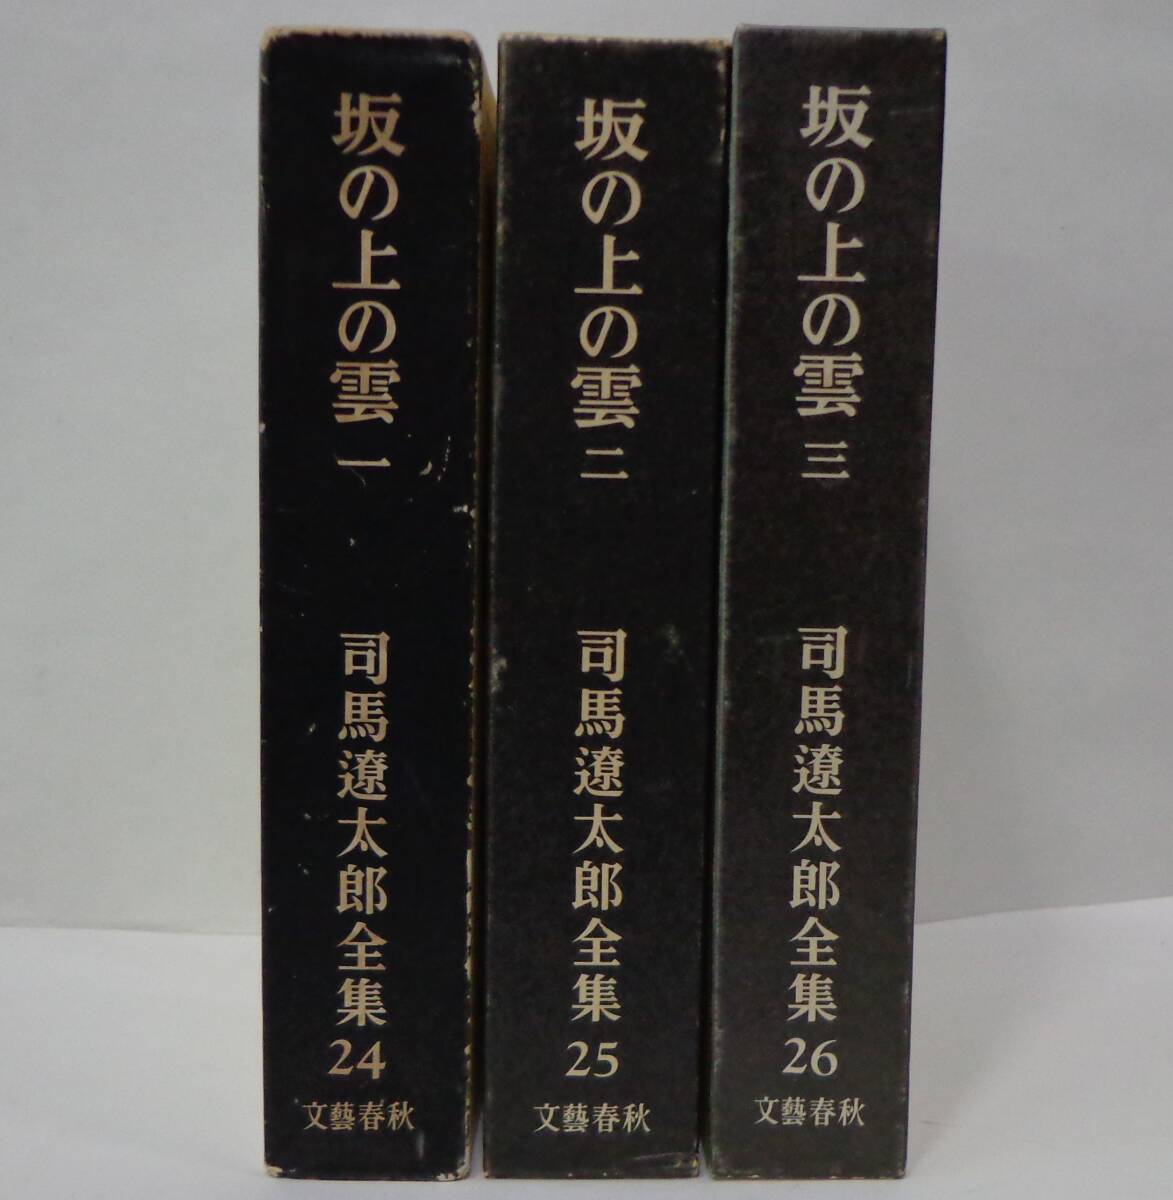 坂の上の雲 一
司馬遼太郎全集
24
文藝春秋
坂の上の雲 二
司馬遼太郎全集
25
文藝春秋
坂の上の雲 三
司馬遼太郎全集
26
文藝春秋